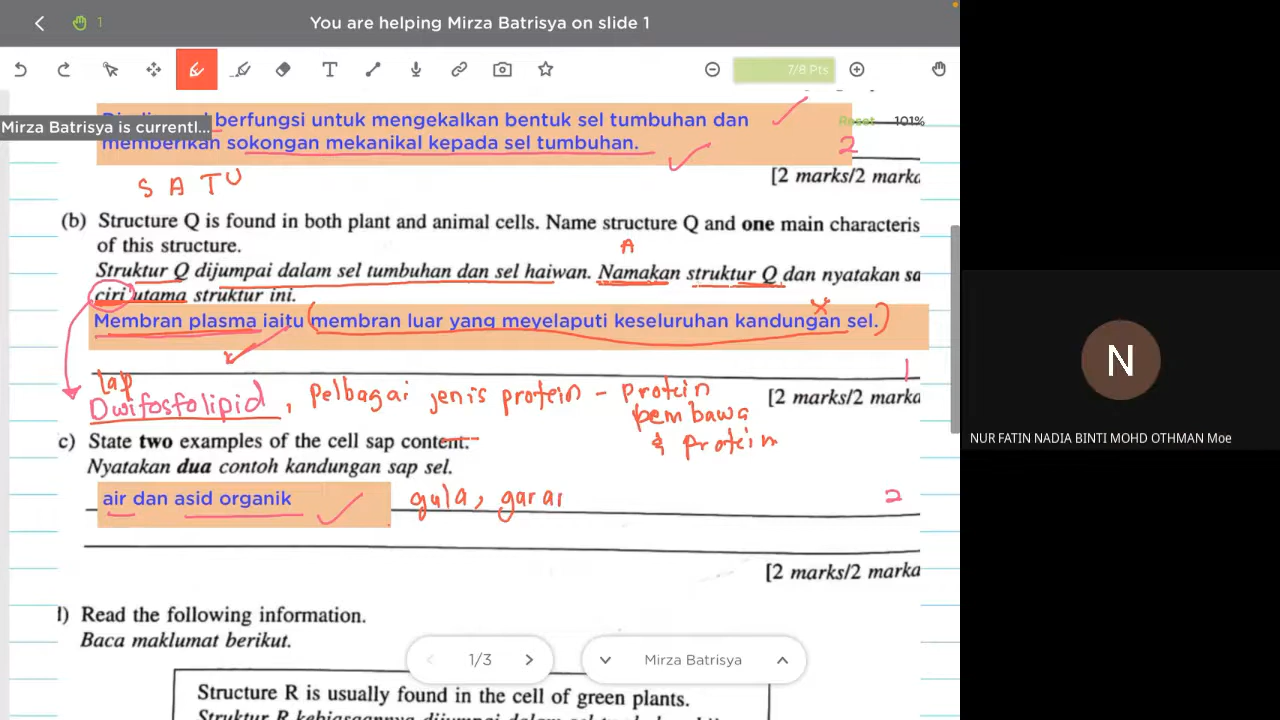 1
You are helping Mirza Batrisya on slide 1
7/8 Pts
Mirza Batrisya is currentl...
berfungsi untuk mengekalkan bentuk sel tumbuhan dan
Reset 101%
memberikan sokongan mekanikal kepada sel tumbuhan.
2
[2 marks/2 marka
SATU
(b) Structure Q is found in both plant and animal cells. Name structure Q and one main characteris
of this structure.
A
Struktur Q dijumpai dalam sel tumbuhan dan sel haiwan. Namakan struktur Q dan nyatakan sa
ciri utama struktur ini.
Membran plasma iaitu (membran luar yang meyelaputi keseluruhan kandungan sel.)
1
lap
Dwifosfolipid, pelbagai jenis protein - protein
pembawa
& protein
[2 marks/2 marka
c) State two examples of the cell sap content.
Nyatakan dua contoh kandungan sap sel.
air dan asid organik
gula, garar
2
[2 marks/2 marka
l) Read the following information.
Baca maklumat berikut.
1/3
Mirza Batrisya
Structure R is usually found in the cell of green plants.
N
NUR FATIN NADIA BINTI MOHD OTHMAN Moe